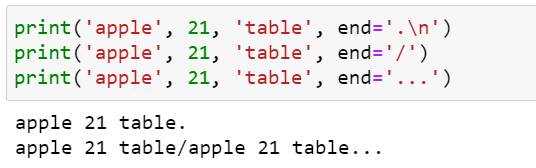 print('apple', 21, 'table', end='.\n')
print('apple', 21, 'table', end='/')
print('apple', 21, 'table', end='...')
apple 21 table.
apple 21 table/apple 21 table...